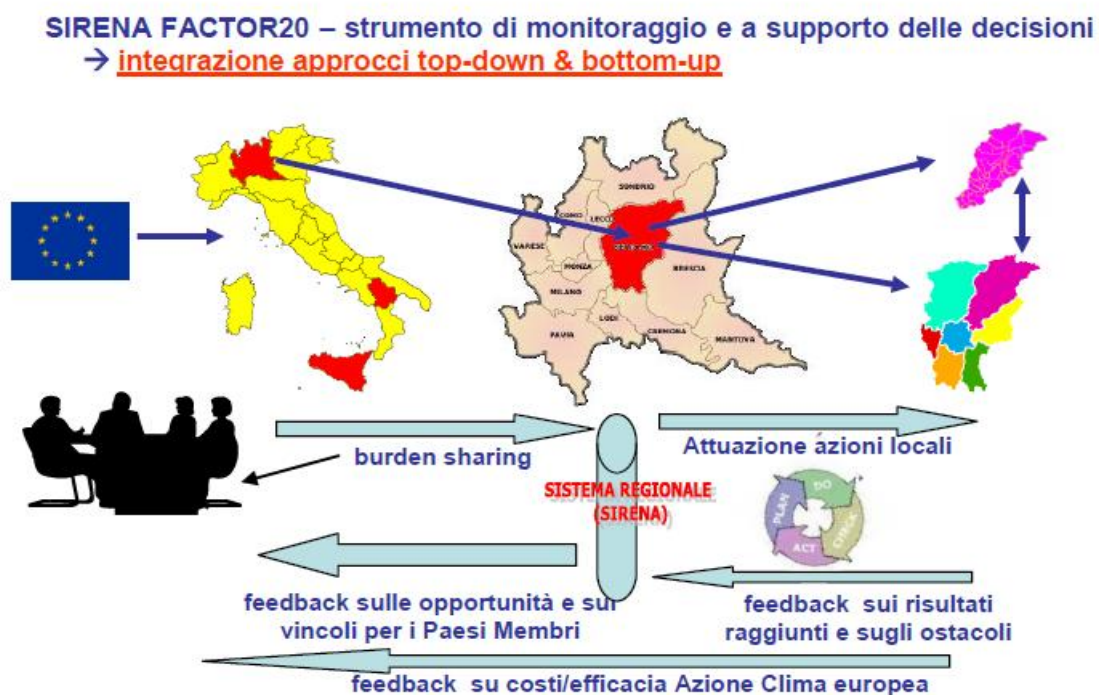 SIRENA FACTOR20 – strumento di monitoraggio e a supporto delle decisioni
→ integrazione approcci top-down & bottom-up
SONDRIO
COMO
LECCO
VARESE
BERGAMO
MONZA
BRESCIA
MILANO
LODI
PAVIA
CREMONA
MANTOVA
burden sharing
Attuazione azioni locali
SISTEMA REGIONALE
(SIRENA)
PLAN
DO
CHECK
ACT
feedback sulle opportunità e sui
vincoli per i Paesi Membri
feedback sui risultati
raggiunti e sugli ostacoli
feedback su costi/efficacia Azione Clima europea